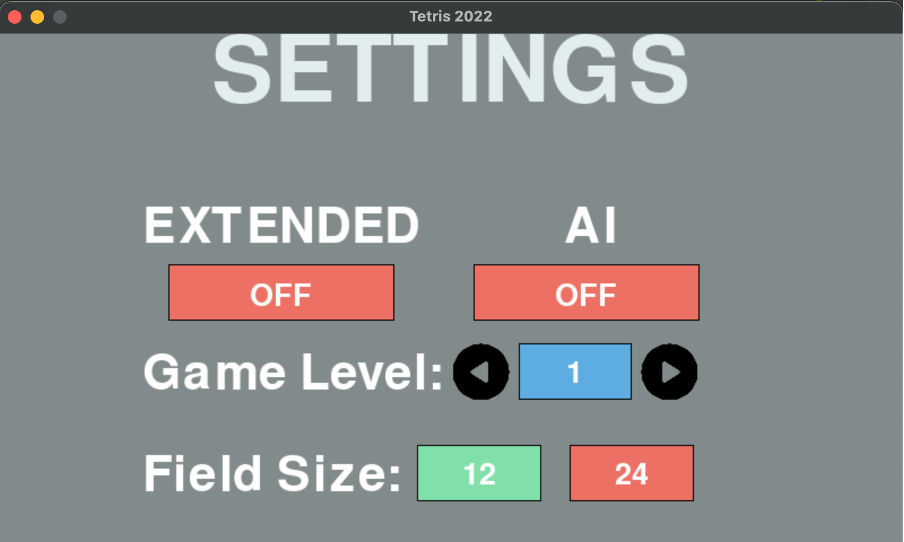 Tetris 2022
SETTINGS
EXTENDED AI
OFF OFF
Game Level: 1
Field Size: 12 24